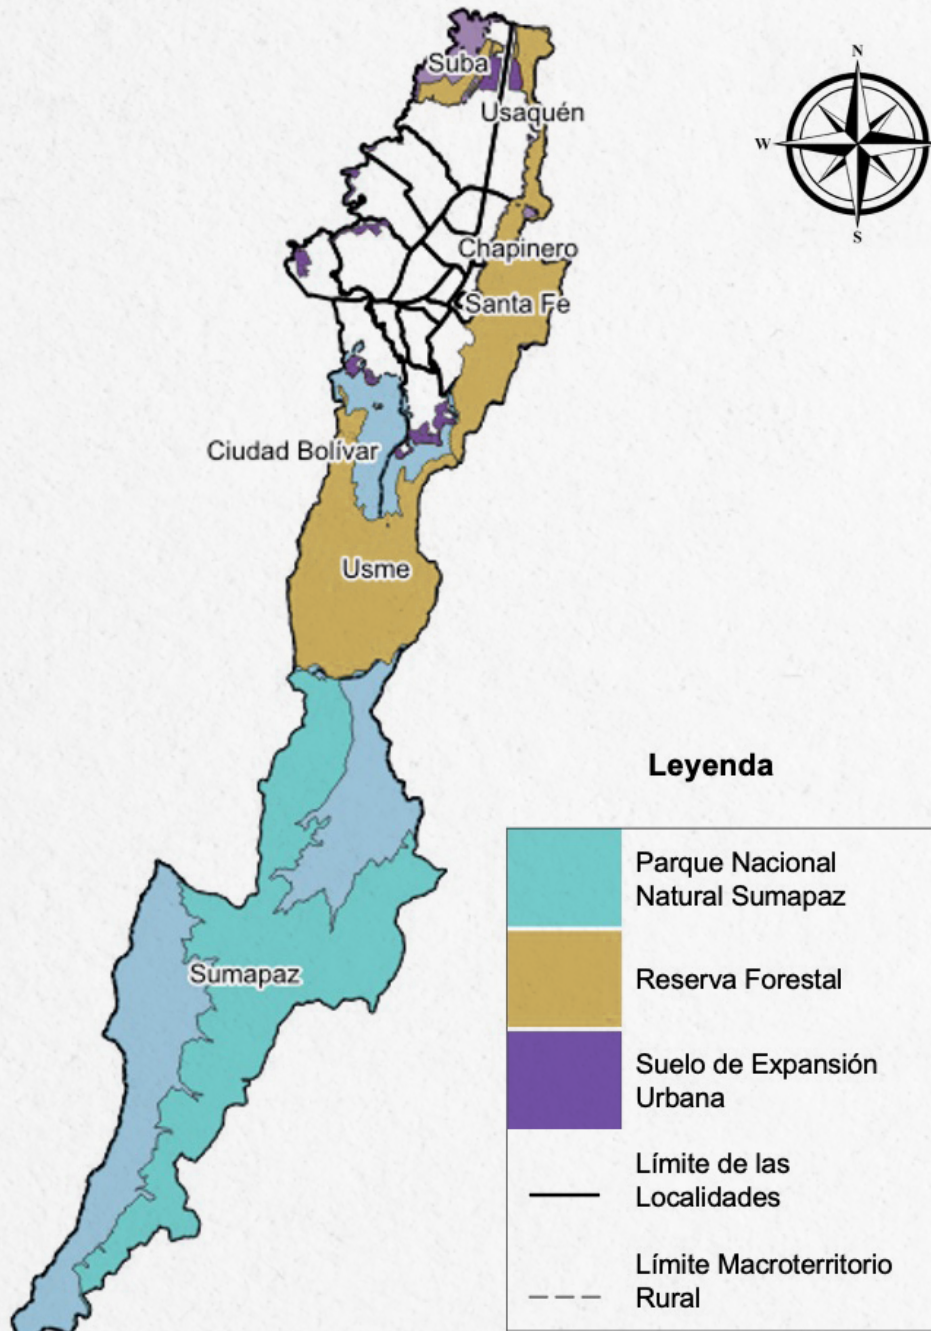 N
W
S
Suba
Usaquén
Chapinero
Santa Fe
Ciudad Bolívar
Usme
Sumapaz
Leyenda
Parque Nacional
Natural Sumapaz
Reserva Forestal
Suelo de Expansión
Urbana
Límite de las
Localidades
Límite Macroterritorio
Rural